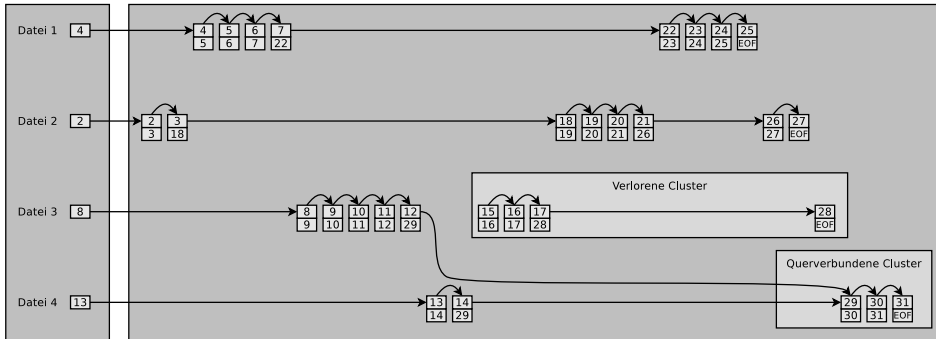 Datei 1 4 4 5 6 7 22 23 24 25
5 6 7 22 23 24 25 EOF
Datei 2 2 2 3 18 19 20 21 26 27
3 18 19 20 21 26 27 EOF
Verlorene Cluster
Datei 3 8 8 9 10 11 12 15 16 17 28
9 10 11 12 29 16 17 28 EOF
Querverbundene Cluster
Datei 4 13 13 14 29 30 31
14 29 30 31 EOF